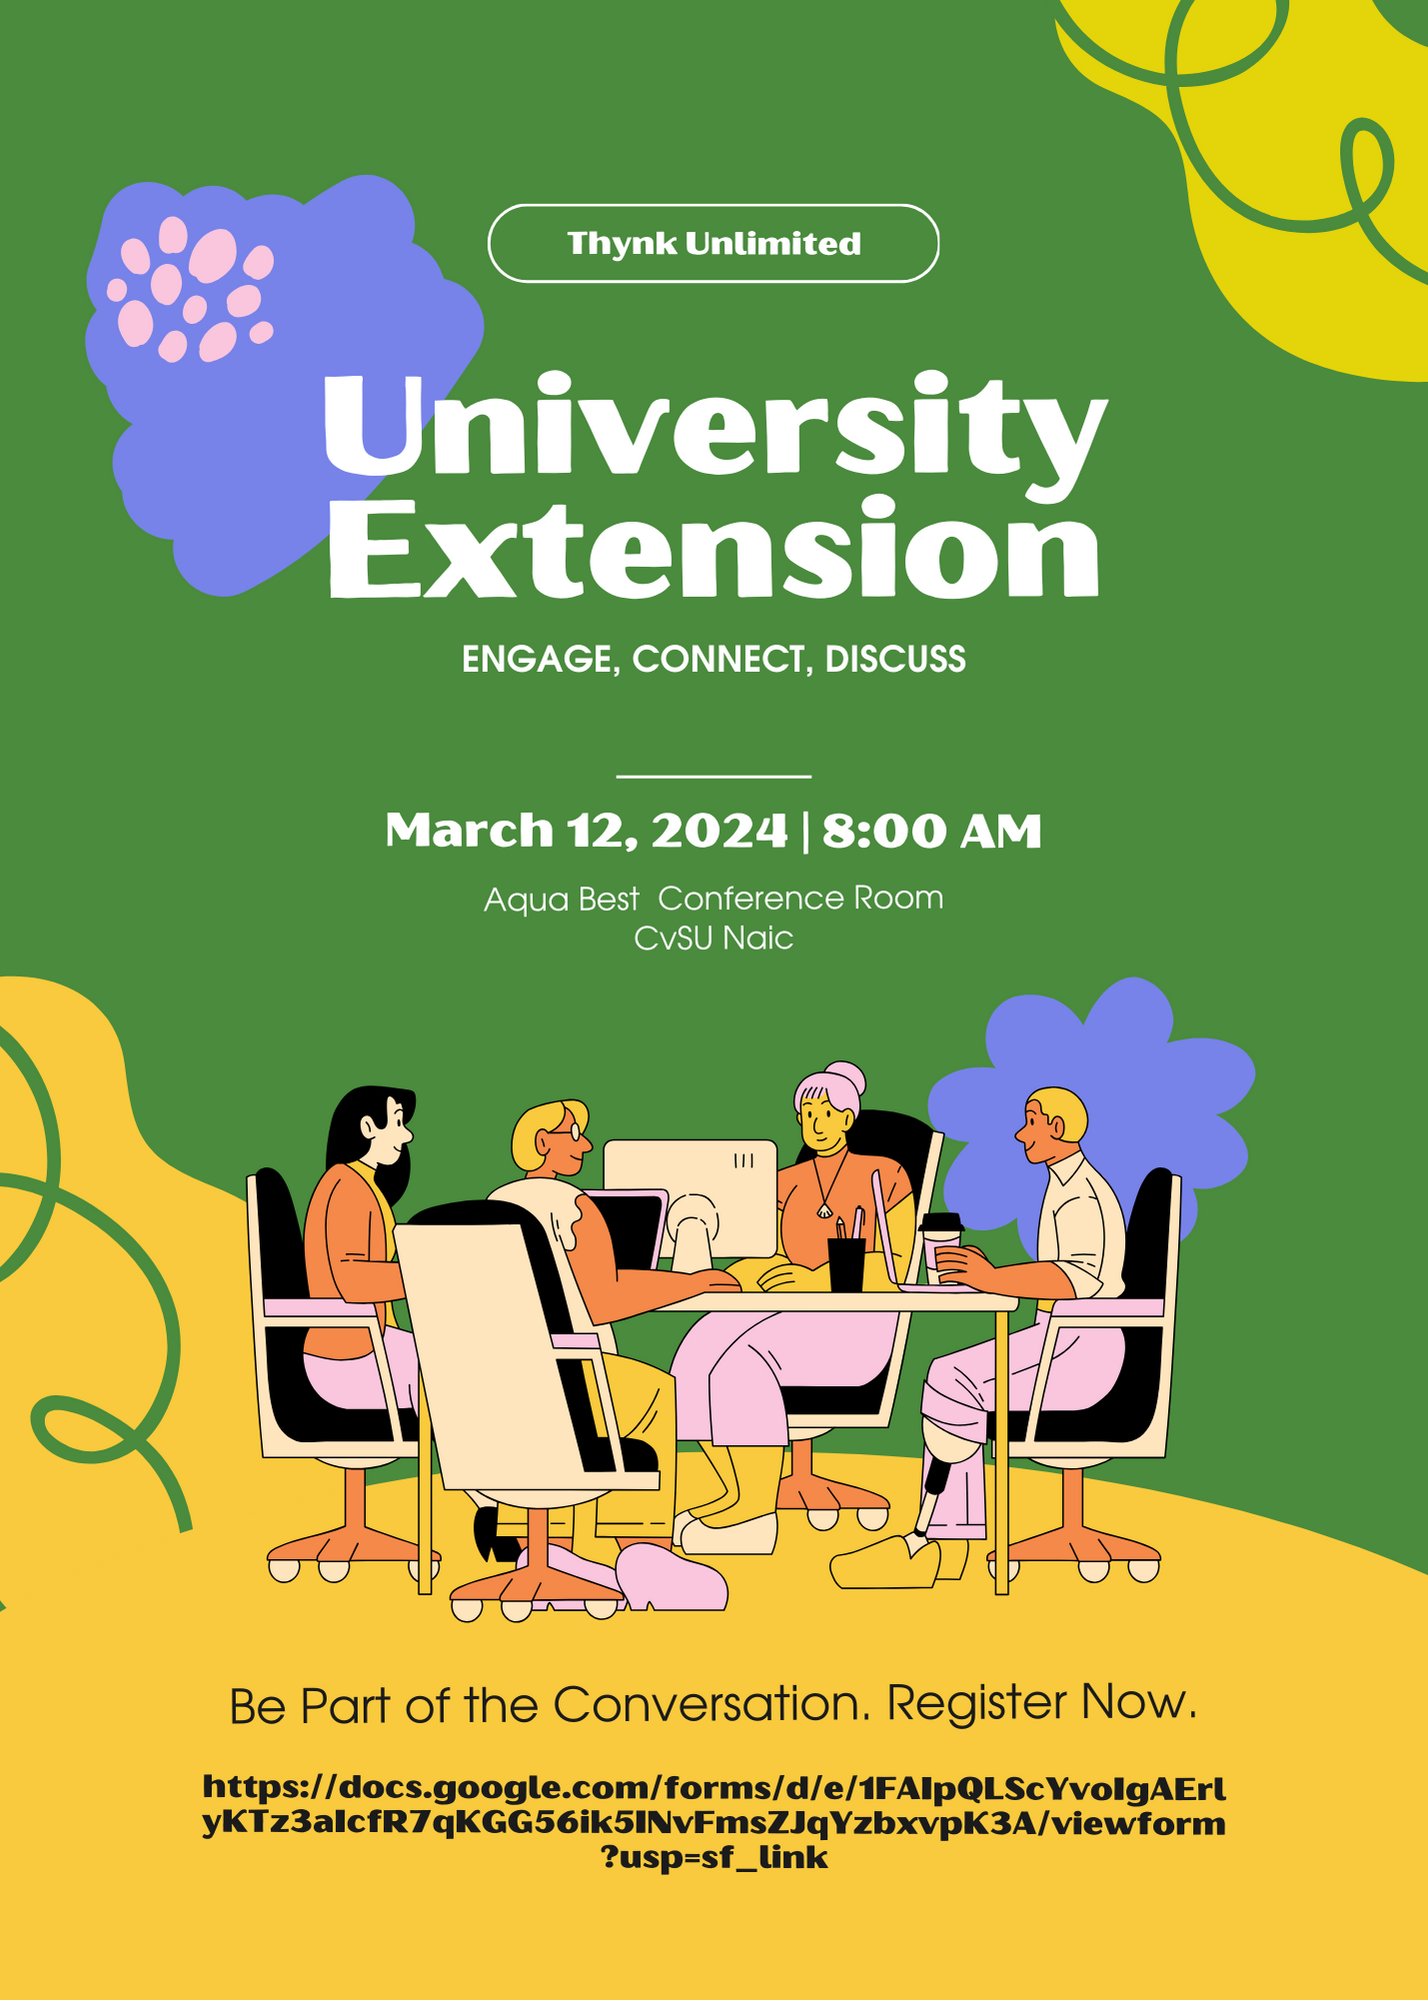 Thynk Unlimited
University
Extension
ENGAGE, CONNECT, DISCUSS
March 12, 2024 | 8:00 AM
Aqua Best Conference Room
CvSU Naic
Be Part of the Conversation. Register Now.
https://docs.google.com/forms/d/e/1FAIpQLScYvoIgAErl
yKTz3alcfR7qKGG56ik5INvFmsZJqYzbxvpK3A/viewform
?usp=sf_link